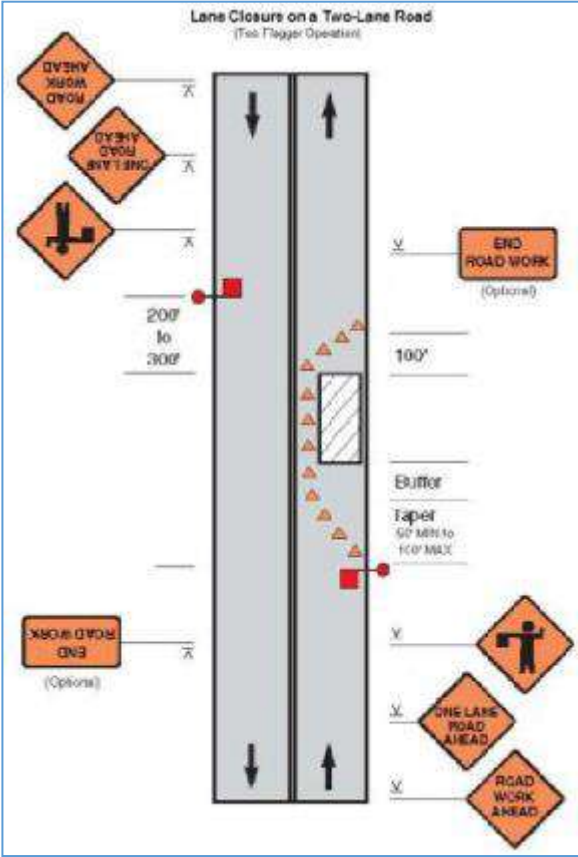 Lane Closure on a Two-Lane Road
(Two Flagger Operation)
ROAD
WORK
AHEAD
ONE LANE
ROAD
AHEAD
END
ROAD WORK
(Optional)
200'
to
300'
100'
Buffer
Taper
50' MIN to
100' MAX
END
ROAD WORK
(Optional)
ONE LANE
ROAD
AHEAD
ROAD
WORK
AHEAD